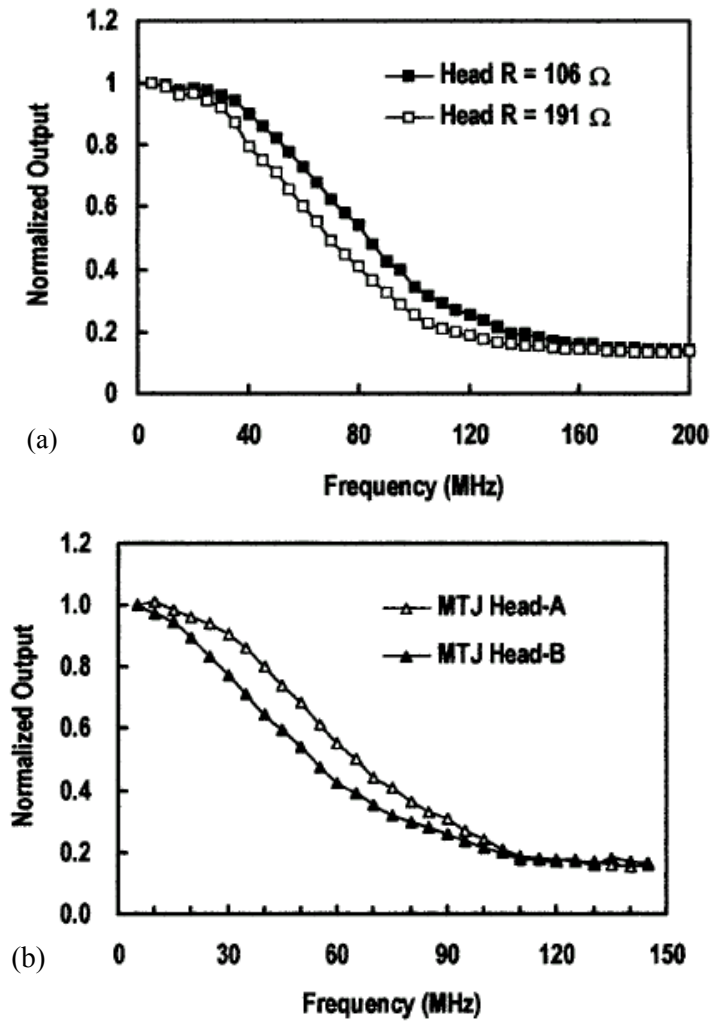 1.2
1
0.8
0.6
0.4
0.2
0
Normalized Output
Head R = 106 Ω
Head R = 191 Ω
0 40 80 120 160 200
(a)
Frequency (MHz)
1.2
1.0
0.8
0.6
0.4
0.2
0.0
Normalized Output
MTJ Head-A
MTJ Head-B
0 30 60 90 120 150
(b)
Frequency (MHz)